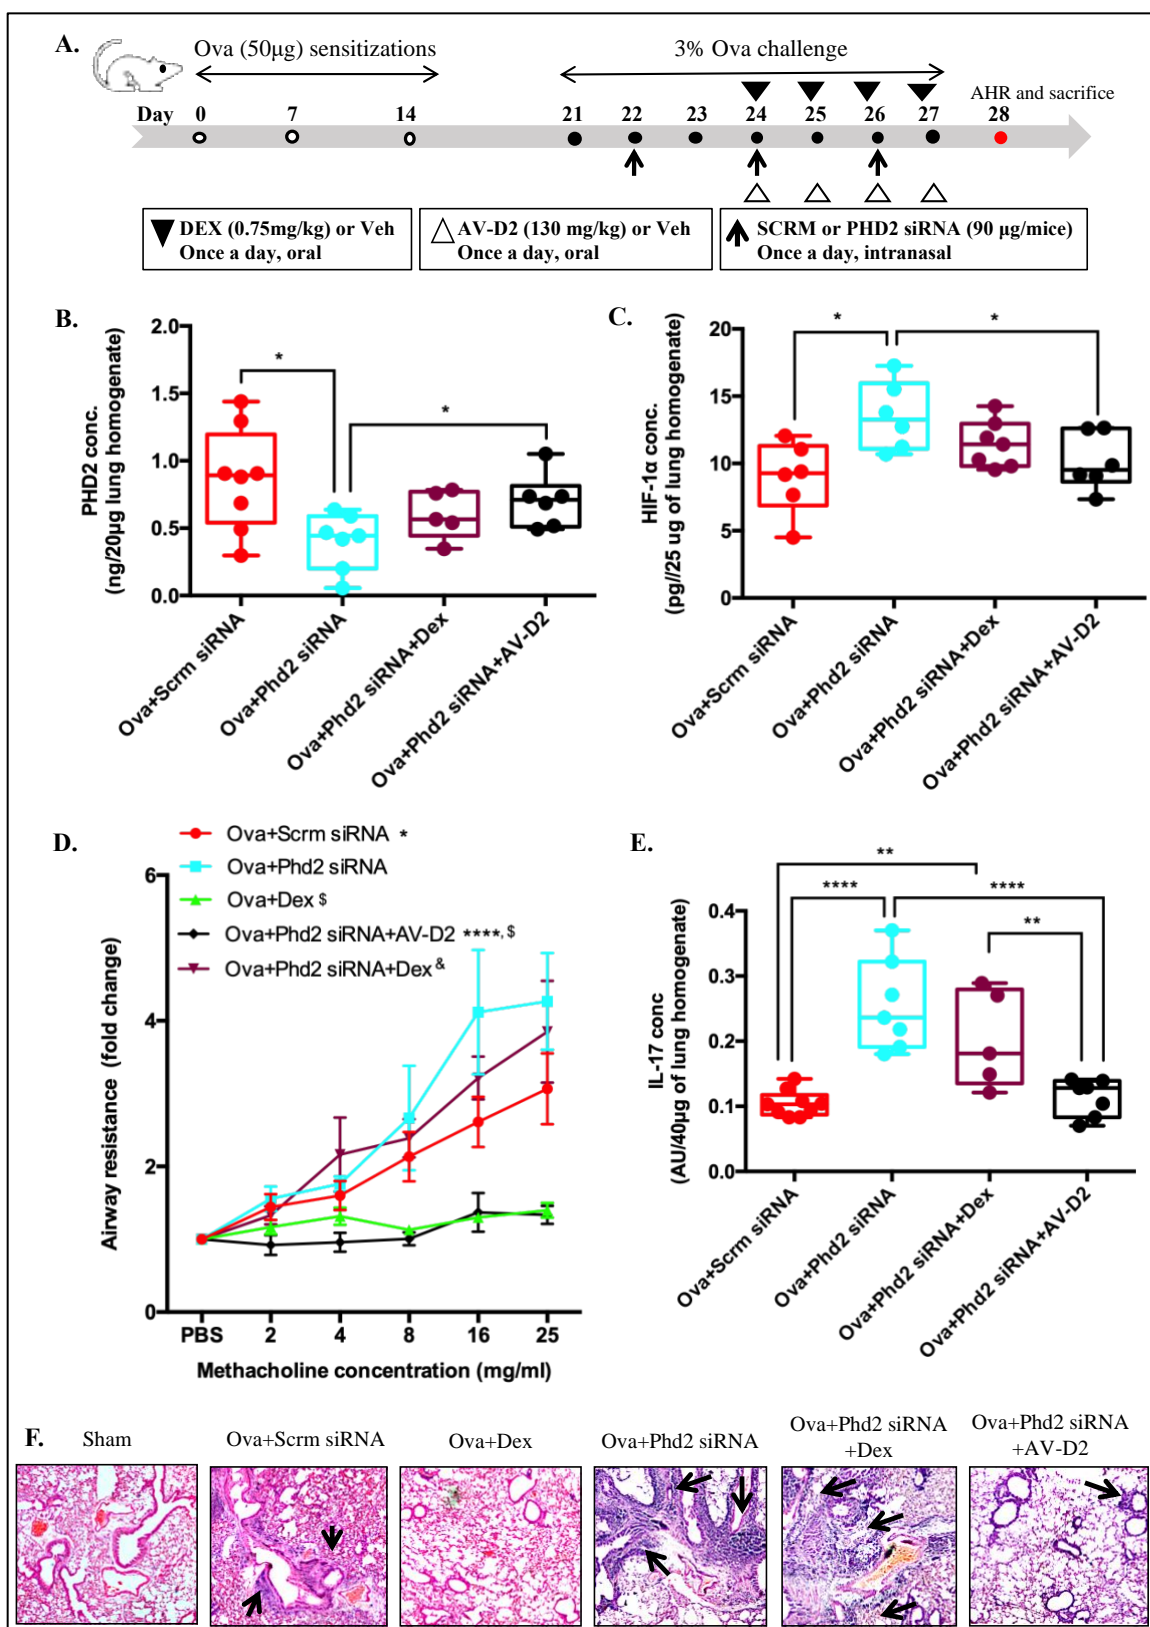 A.
Ova (50μg) sensitizations
3% Ova challenge
AHR and sacrifice
Day 0 7 14 21 22 23 24 25 26 27 28
DEX (0.75mg/kg) or Veh
Once a day, oral
AV-D2 (130 mg/kg) or Veh
Once a day, oral
SCRM or PHD2 siRNA (90 μg/mice)
Once a day, intranasal
B.
PHD2 conc.
(ng/20μg lung homogenate)
2.0
1.5
1.0
0.5
0.0
*
*
Ova+Scrm siRNA
Ova+Phd2 siRNA
Ova+Phd2 siRNA+Dex
Ova+Phd2 siRNA+AV-D2
C.
HIF-1α conc.
(pg//25 ug of lung homogenate)
20
15
10
5
0
*
*
Ova+Scrm siRNA
Ova+Phd2 siRNA
Ova+Phd2 siRNA+Dex
Ova+Phd2 siRNA+AV-D2
D.
Ova+Scrm siRNA *
Ova+Phd2 siRNA
Ova+Dex $
Ova+Phd2 siRNA+AV-D2 ****, $
Ova+Phd2 siRNA+Dex &
Airway resistance (fold change)
6
4
2
0
PBS 2 4 8 16 25
Methacholine concentration (mg/ml)
E.
IL-17 conc
(AU/40μg of lung homogenate)
0.4
0.3
0.2
0.1
0.0
**
****
****
**
Ova+Scrm siRNA
Ova+Phd2 siRNA
Ova+Phd2 siRNA+Dex
Ova+Phd2 siRNA+AV-D2
F.
Sham
Ova+Scrm siRNA
Ova+Dex
Ova+Phd2 siRNA
Ova+Phd2 siRNA
+Dex
Ova+Phd2 siRNA
+AV-D2